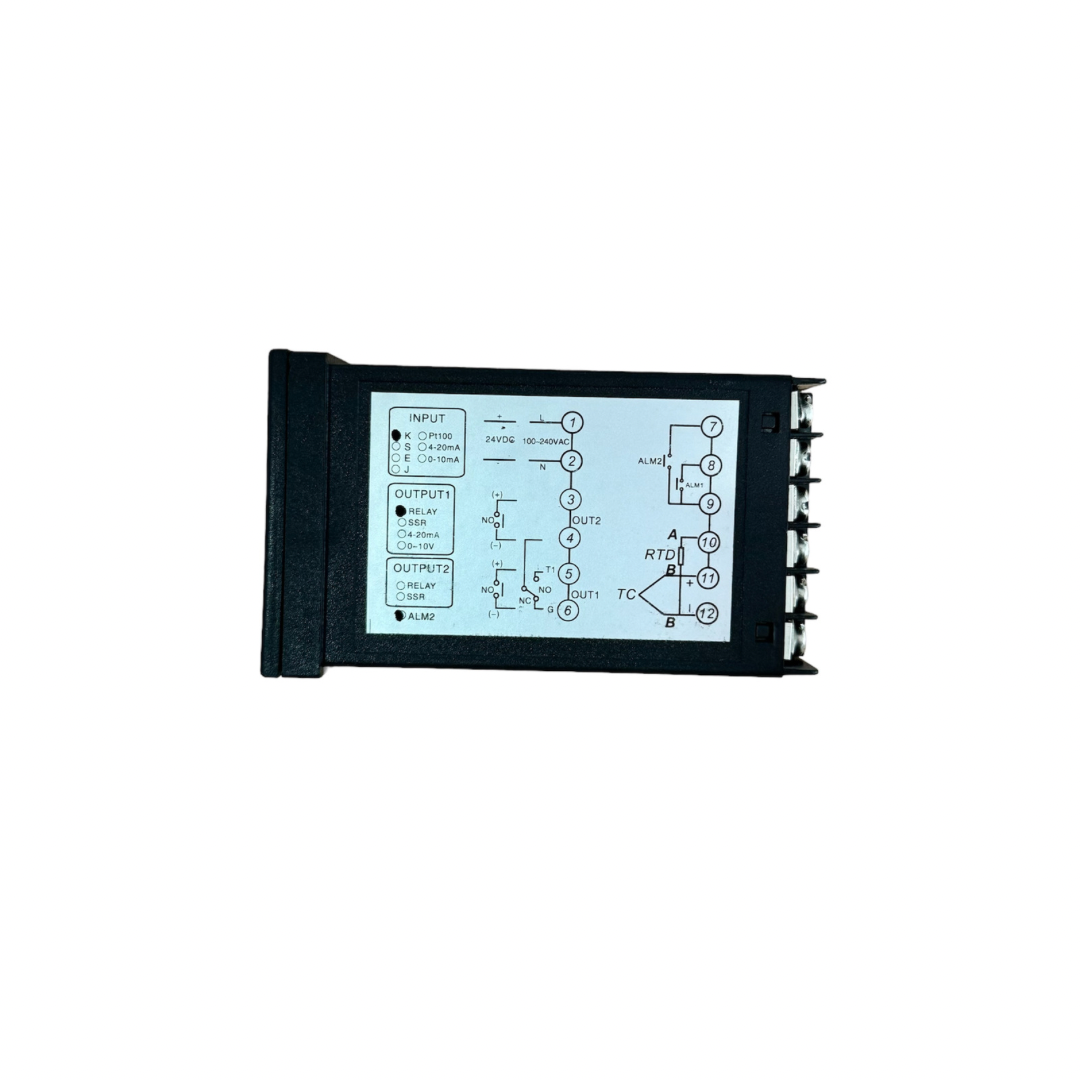 INPUT
K Pt100
S 4-20mA
E 0-10mA
J
OUTPUT1
RELAY
SSR
4-20mA
0~10V
OUTPUT2
RELAY
SSR
ALM2
+ L 1
24VDC 100-240VAC
- N 2
(+) 3
NO OUT2
(-) 4
(+) T1 5
NO NC NO OUT1
(-) G 6
7
ALM2 8
ALM1
9
A 10
RTD
B + 11
TC
B 12